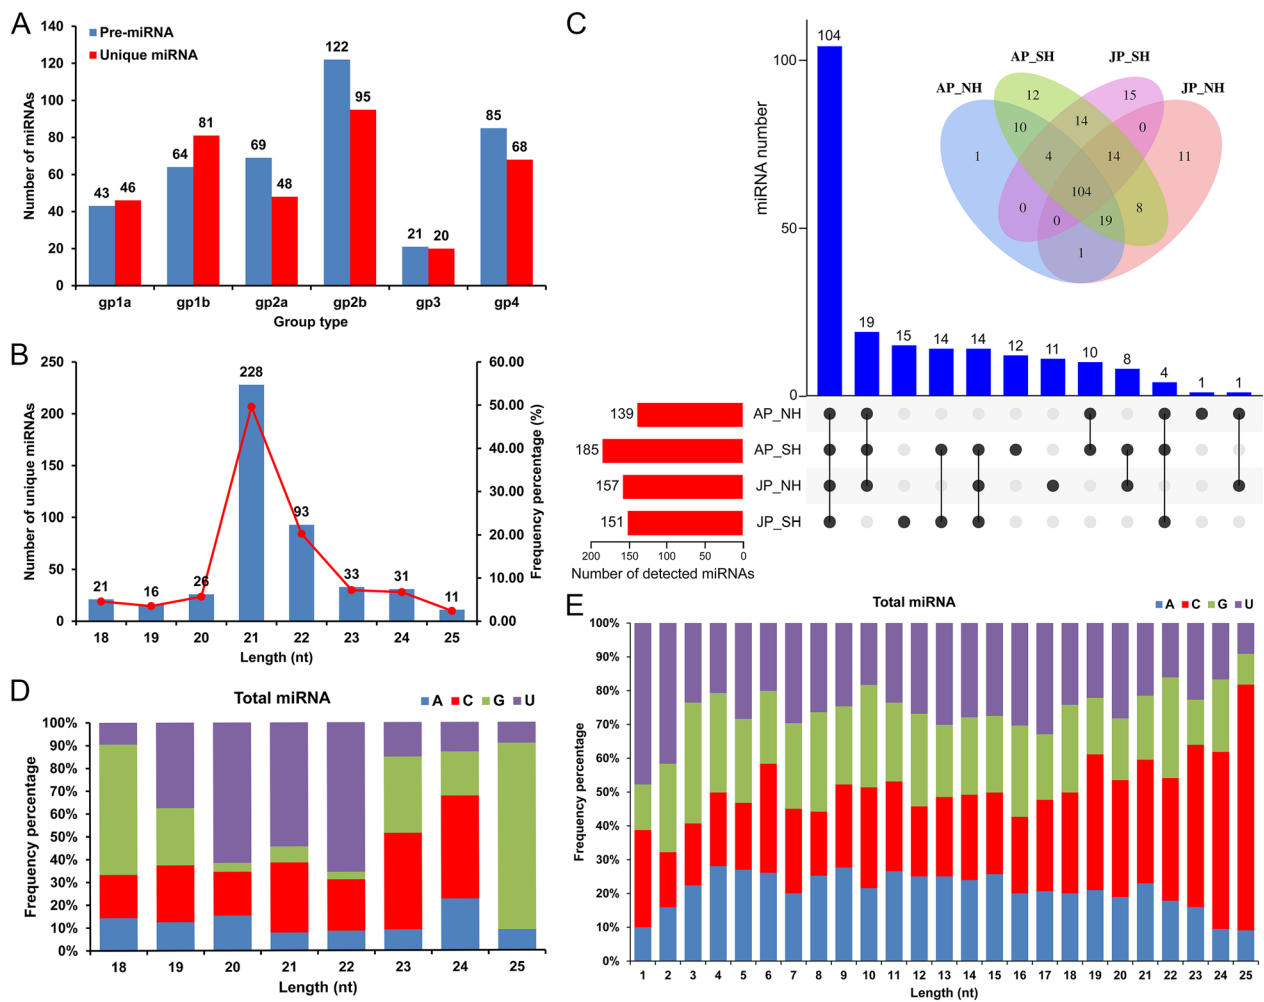 A
Pre-miRNA
Unique miRNA
Number of miRNAs
140
120
100
80
60
40
20
0
43 46 64 81 69 48 122 95 21 20 85 68
gp1a gp1b gp2a gp2b gp3 gp4
Group type
B
Number of unique miRNAs
250
200
150
100
50
0
21 16 26 228 93 33 31 11
60.00
50.00
40.00
30.00
20.00
10.00
0.00
Frequency percentage (%)
18 19 20 21 22 23 24 25
Length (nt)
C
miRNA number
100
50
0
104 19 15 14 14 12 11 10 8 4 1 1
AP_NH
AP_SH
JP_SH
JP_NH
12 15
10 14 0
1 4 14 11
104
0 0 19 8
1
139 AP_NH
185 AP_SH
157 JP_NH
151 JP_SH
200 150 100 50 0
Number of detected miRNAs
D
Total miRNA
A C G U
Frequency percentage
100%
90%
80%
70%
60%
50%
40%
30%
20%
10%
0%
18 19 20 21 22 23 24 25
Length (nt)
E
Total miRNA
A C G U
Frequency percentage
100%
90%
80%
70%
60%
50%
40%
30%
20%
10%
0%
1 2 3 4 5 6 7 8 9 10 11 12 13 14 15 16 17 18 19 20 21 22 23 24 25
Length (nt)